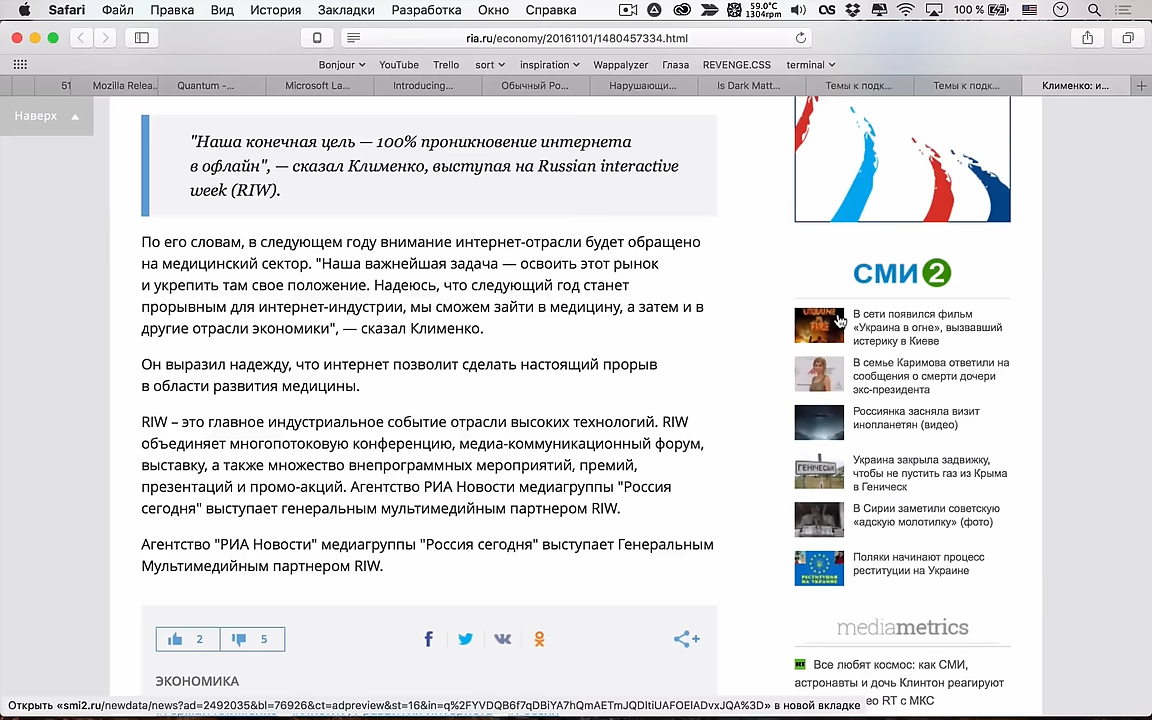 Safari Файл Правка Вид История Закладки Разработка Окно Справка 59.0°C 1304rpm 100 %
ria.ru/economy/20161101/1480457334.html
Bonjour YouTube Trello sort inspiration Wappalyzer Глаза REVENGE.CSS terminal
51 Mozilla Relea... Quantum -... Microsoft La... Introducing... Обычный Ро... Нарушающи... Is Dark Matt... Темы к подк... Темы к подк... Клименко: и...
Наверх
"Наша конечная цель — 100% проникновение интернета
в офлайн", — сказал Клименко, выступая на Russian interactive
week (RIW).
По его словам, в следующем году внимание интернет-отрасли будет обращено
на медицинский сектор. "Наша важнейшая задача — освоить этот рынок
и укрепить там свое положение. Надеюсь, что следующий год станет
прорывным для интернет-индустрии, мы сможем зайти в медицину, а затем и в
другие отрасли экономики", — сказал Клименко.
Он выразил надежду, что интернет позволит сделать настоящий прорыв
в области развития медицины.
RIW – это главное индустриальное событие отрасли высоких технологий. RIW
объединяет многопотоковую конференцию, медиа-коммуникационный форум,
выставку, а также множество внепрограммных мероприятий, премий,
презентаций и промо-акций. Агентство РИА Новости медиагруппы "Россия
сегодня" выступает генеральным мультимедийным партнером RIW.
Агентство "РИА Новости" медиагруппы "Россия сегодня" выступает Генеральным
Мультимедийным партнером RIW.
2 5
ЭКОНОМИКА
СМИ2
В сети появился фильм
«Украина в огне», вызвавший
истерику в Киеве
В семье Каримова ответили на
сообщения о смерти дочери
экс-президента
Россиянка засняла визит
инопланетян (видео)
ГЕНІЧЕСЬК
Украина закрыла задвижку,
чтобы не пустить газ из Крыма
в Геническ
В Сирии заметили советскую
«адскую молотилку» (фото)
РЕСТИТУЦИЯ
НА УКРАИНЕ
Поляки начинают процесс
реституции на Украине
mediametrics
RT Все любят космос: как СМИ,
астронавты и дочь Клинтон реагируют
ео RT с МКС
Открыть «smi2.ru/newdata/news?ad=2492035&bl=76926&ct=adpreview&st=16&in=q%2FYVDQB6f7qDBiYA7hQmAETmJQDItiUAFOEIADvxJQA%3D» в новой вкладке